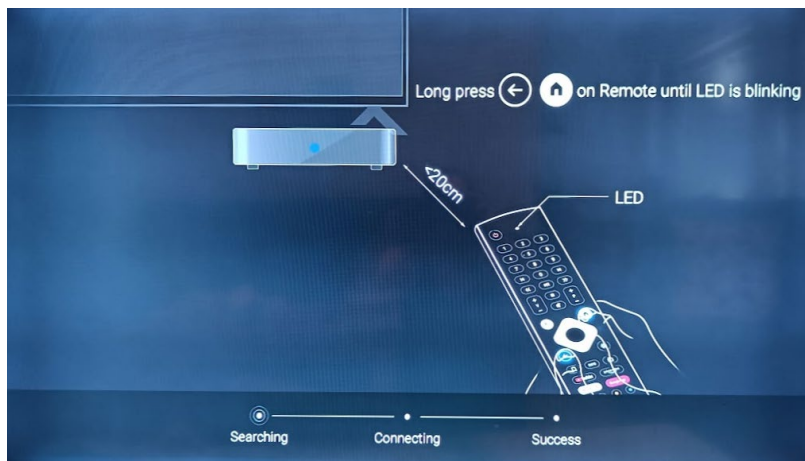 Long press on Remote until LED is blinking
<20cm
LED
Searching
Connecting
Success